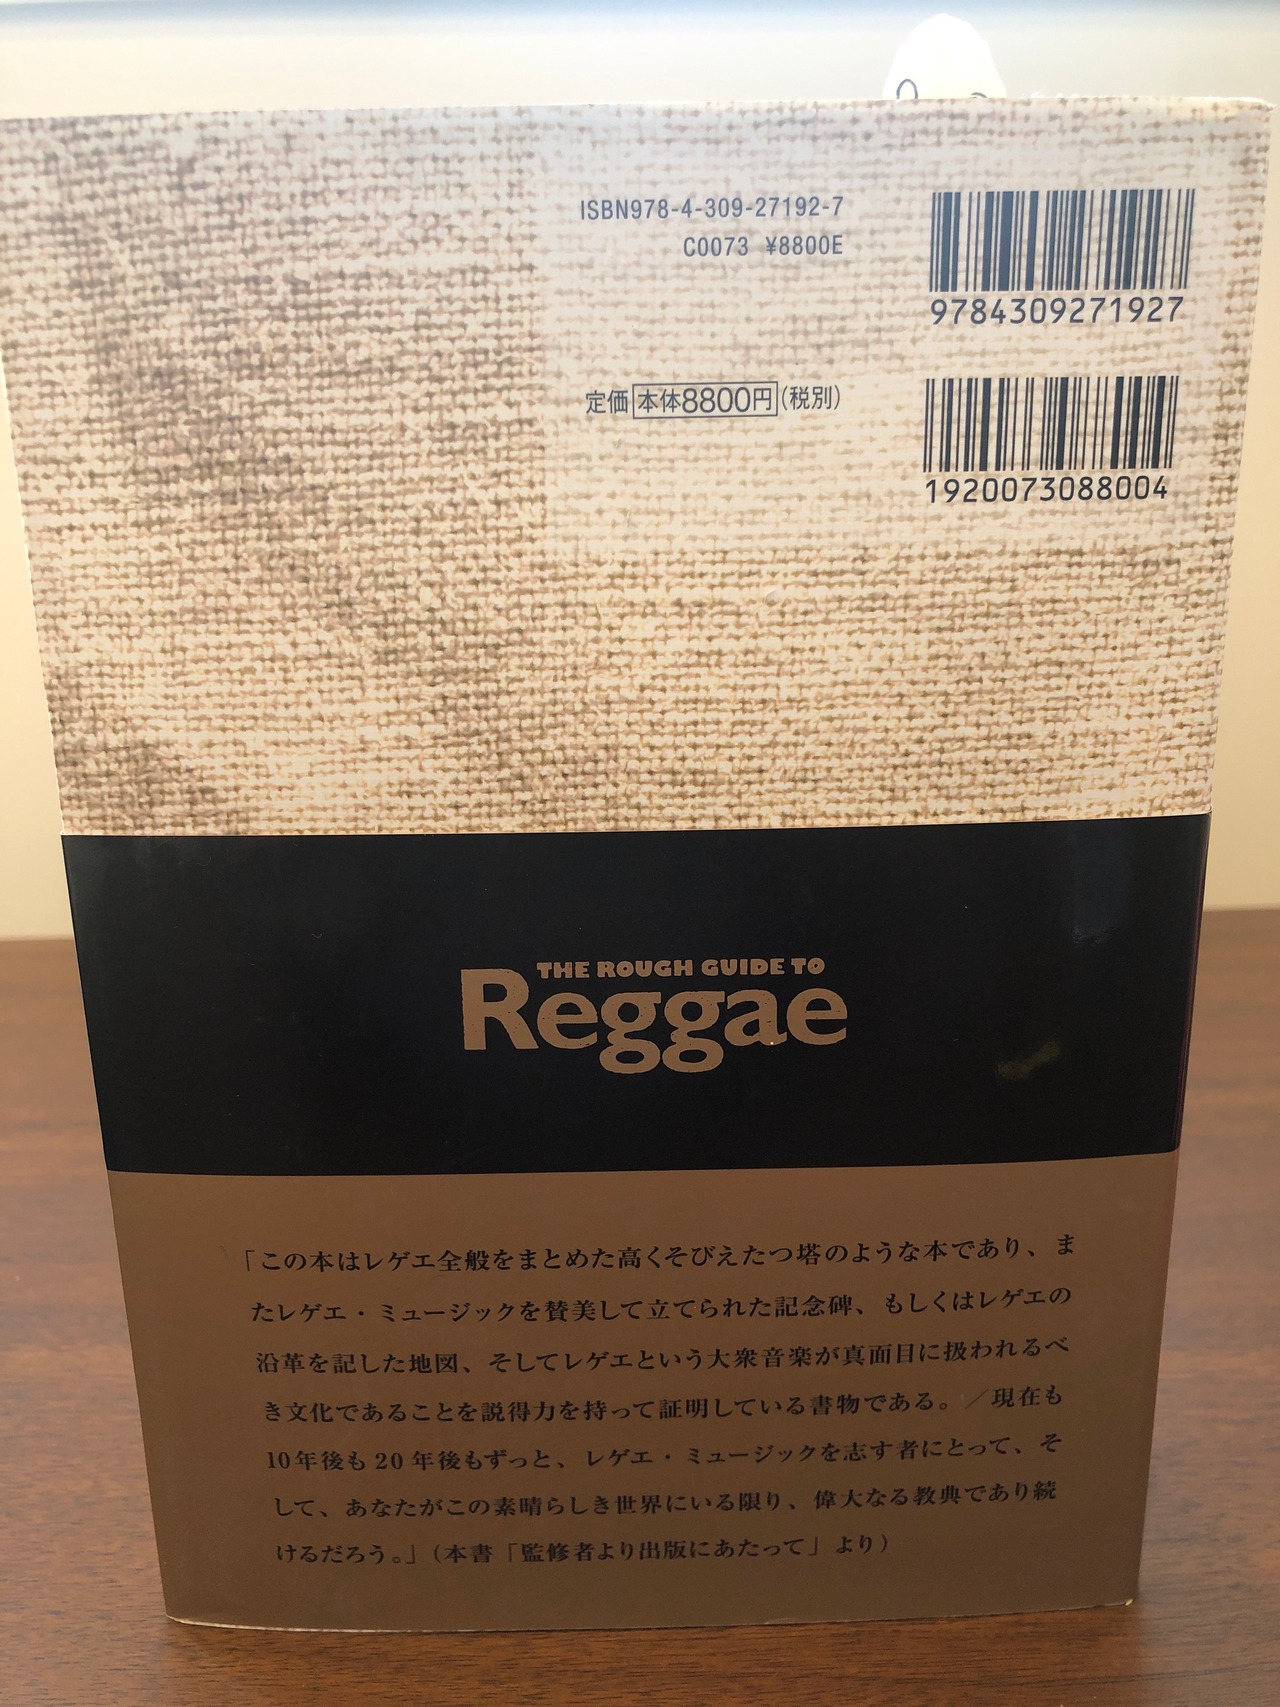 ISBN978-4-309-27192-7
C0073 ¥8800E
9784309271927
定価 本体8800円(税別)
1920073088004
THE ROUGH GUIDE TO
Reggae
「この本はレゲエ全般をまとめた高くそびえたつ塔のような本であり、ま
たレゲエ・ミュージックを賛美して立てられた記念碑、もしくはレゲエの
沿革を記した地図、そしてレゲエという大衆音楽が真面目に扱われるべ
き文化であることを説得力を持って証明している書物である。／現在も
10年後も20年後もずっと、レゲエ・ミュージックを志す者にとって、そ
して、あなたがこの素晴らしき世界にいる限り、偉大なる教典であり続
けるだろう。」(本書「監修者より出版にあたって」より)